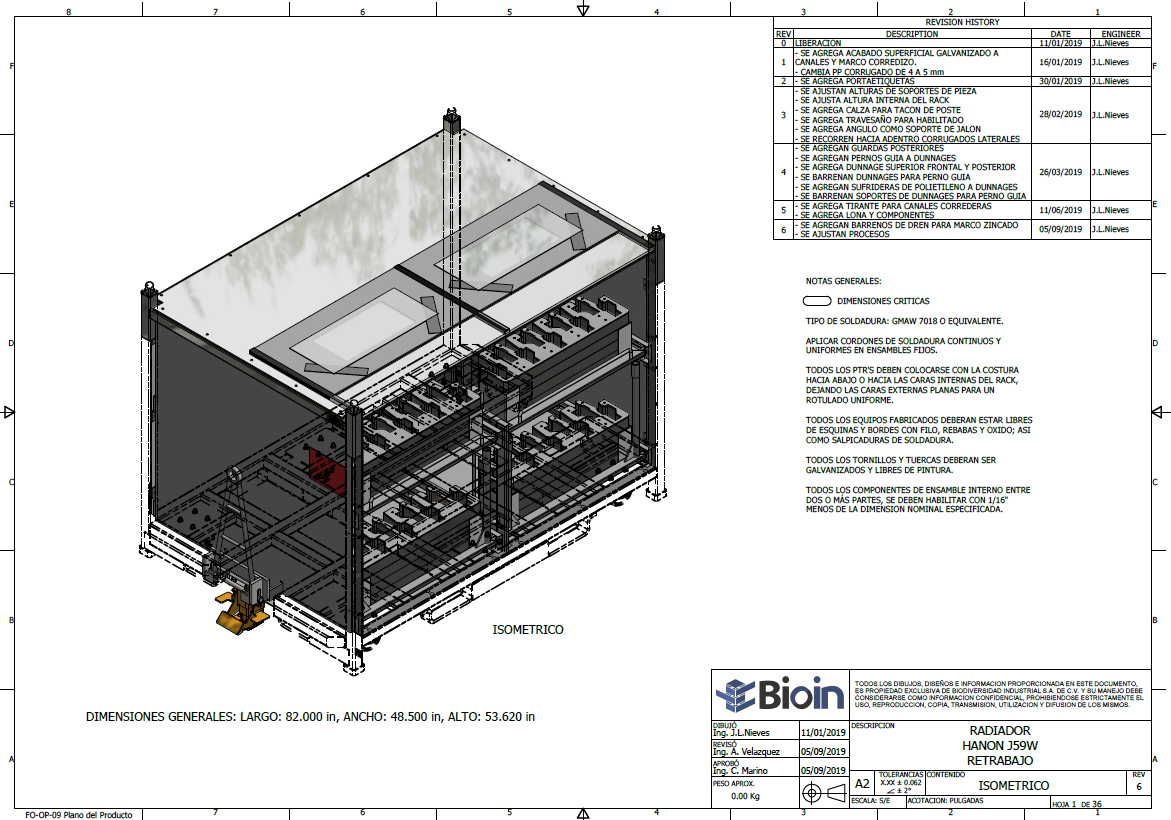 8 7 6 5 4 3 2 1
REVISION HISTORY
REV DESCRIPTION DATE ENGINEER
0 LIBERACION 11/01/2019 J.L.Nieves
1 - SE AGREGA ACABADO SUPERFICIAL GALVANIZADO A
CANALES Y MARCO CORREDIZO.
- CAMBIA PP CORRUGADO DE 4 A 5 mm
16/01/2019 J.L.Nieves
2 - SE AGREGA PORTAETIQUETAS 30/01/2019 J.L.Nieves
3 - SE AJUSTAN ALTURAS DE SOPORTES DE PIEZA
- SE AJUSTA ALTURA INTERNA DEL RACK
- SE AGREGA CALZA PARA TACON DE POSTE
- SE AGREGA TRAVESAÑO PARA HABILITADO
- SE AGREGA ANGULO COMO SOPORTE DE JALON
- SE RECORREN HACIA ADENTRO CORRUGADOS LATERALES
28/02/2019 J.L.Nieves
4 - SE AGREGAN GUARDAS POSTERIORES
- SE AGREGAN PERNOS GUIA A DUNNAGES
- SE AGREGA DUNNAGE SUPERIOR FRONTAL Y POSTERIOR
- SE BARRENAN DUNNAGES PARA PERNO GUIA
- SE AGREGAN SUFRIDERAS DE POLIETILENO A DUNNAGES
- SE BARRENAN SOPORTES DE DUNNAGES PARA PERNO GUIA
26/03/2019 J.L.Nieves
5 - SE AGREGA TIRANTE PARA CANALES CORREDERAS
- SE AGREGA LONA Y COMPONENTES
11/06/2019 J.L.Nieves
6 - SE AGREGAN BARRENOS DE DREN PARA MARCO ZINCADO
- SE AJUSTAN PROCESOS
05/09/2019 J.L.Nieves
F F
E E
D D
C C
B B
A A
NOTAS GENERALES:
DIMENSIONES CRITICAS
TIPO DE SOLDADURA: GMAW 7018 O EQUIVALENTE.
APLICAR CORDONES DE SOLDADURA CONTINUOS Y
UNIFORMES EN ENSAMBLES FIJOS.
TODOS LOS PTR'S DEBEN COLOCARSE CON LA COSTURA
HACIA ABAJO O HACIA LAS CARAS INTERNAS DEL RACK,
DEJANDO LAS CARAS EXTERNAS PLANAS PARA UN
ROTULADO UNIFORME.
TODOS LOS EQUIPOS FABRICADOS DEBERAN ESTAR LIBRES
DE ESQUINAS Y BORDES CON FILO, REBABAS Y OXIDO; ASI
COMO SALPICADURAS DE SOLDADURA.
TODOS LOS TORNILLOS Y TUERCAS DEBERAN SER
GALVANIZADOS Y LIBRES DE PINTURA.
TODOS LOS COMPONENTES DE ENSAMBLE INTERNO ENTRE
DOS O MÁS PARTES, SE DEBEN HABILITAR CON 1/16"
MENOS DE LA DIMENSION NOMINAL ESPECIFICADA.
ISOMETRICO
DIMENSIONES GENERALES: LARGO: 82.000 in, ANCHO: 48.500 in, ALTO: 53.620 in
Bioin
TODOS LOS DIBUJOS, DISEÑOS E INFORMACION PROPORCIONADA EN ESTE DOCUMENTO,
ES PROPIEDAD EXCLUSIVA DE BIODIVERSIDAD INDUSTRIAL S.A. DE C.V. Y SU MANEJO DEBE
CONSIDERARSE COMO INFORMACION CONFIDENCIAL, PROHIBIENDOSE ESTRICTAMENTE EL
USO, REPRODUCCION, COPIA, TRANSMISION, UTILIZACION Y DIFUSION DE LOS MISMOS.
DIBUJÓ
Ing. J.L.Nieves 11/01/2019
REVISÓ
Ing. A. Velazquez 05/09/2019
APROBÓ
Ing. C. Marino 05/09/2019
PESO APROX.
0.00 Kg
DESCRIPCION
RADIADOR
HANON J59W
RETRABAJO
A2
TOLERANCIAS
X.XX ± 0.062
∠ ± 2°
CONTENIDO
ISOMETRICO
REV
6
ESCALA: S/E ACOTACION: PULGADAS HOJA 1 DE 36
FO-OP-09 Plano del Producto
7 6 5 4 3 2 1